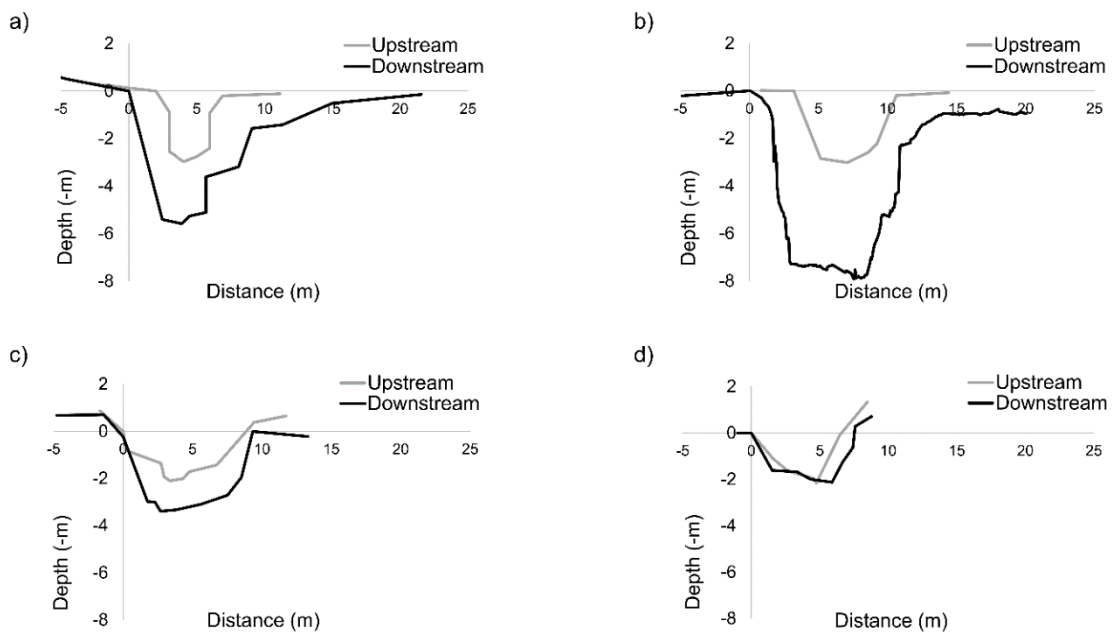 a)
Upstream
Downstream
2
0
-5 0 5 10 15 20 25
-2
-4
-6
-8
Depth (-m)
Distance (m)
b)
Upstream
Downstream
2
0
-5 0 5 10 15 20 25
-2
-4
-6
-8
Depth (-m)
Distance (m)
c)
Upstream
Downstream
2
0
-5 0 5 10 15 20 25
-2
-4
-6
-8
Depth (-m)
Distance (m)
d)
Upstream
Downstream
2
0
-5 0 5 10 15 20 25
-2
-4
-6
-8
Depth (-m)
Distance (m)